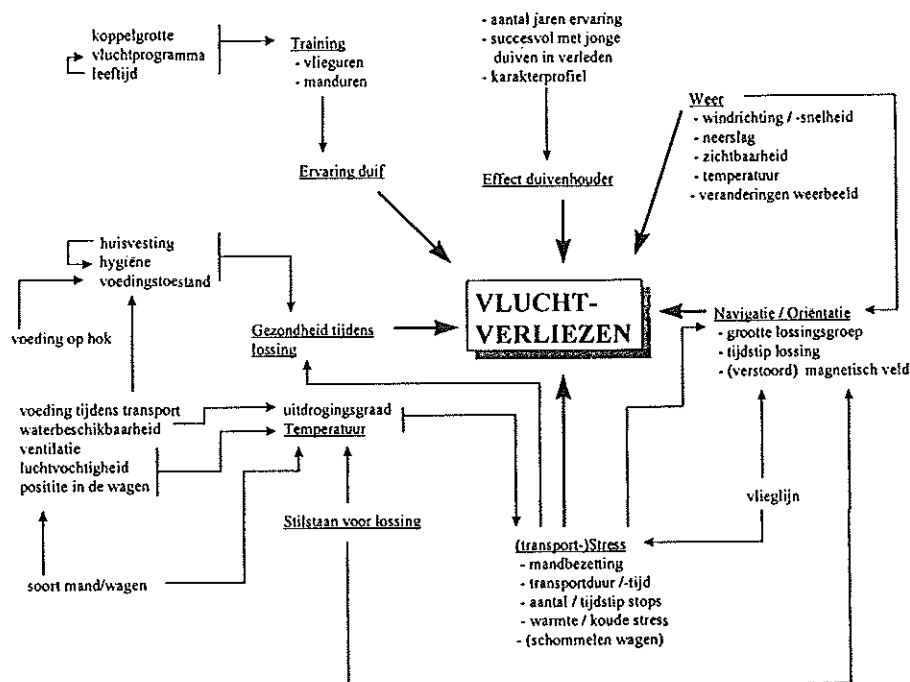 koppelgrotte
vluchtprogramma
leeftijd
Training
- vlieguren
- manduren
- aantal jaren ervaring
- succesvol met jonge
duiven in verleden
- karakterprofiel
Weer
- windrichting / -snelheid
- neerslag
- zichtbaarheid
- temperatuur
- veranderingen weerbeeld
Ervaring duif
Effect duivenhouder
huisvesting
hygiëne
voedingstoestand
voeding op hok
Gezondheid tijdens
lossing
VLUCHT-
VERLIEZEN
Navigatie / Oriëntatie
- grootte lossingsgroep
- tijdstip lossing
- (verstoord) magnetisch veld
voeding tijdens transport
waterbeschikbaarheid
ventilatie
luchtvochtigheid
positite in de wagen
uitdrogingsgraad
Temperatuur
Stilstaan voor lossing
vlieglijn
soort mand/wagen
(transport-)Stress
- mandbezetting
- transportduur /-tijd
- aantal / tijdstip stops
- warmte / koude stress
- (schommelen wagen)